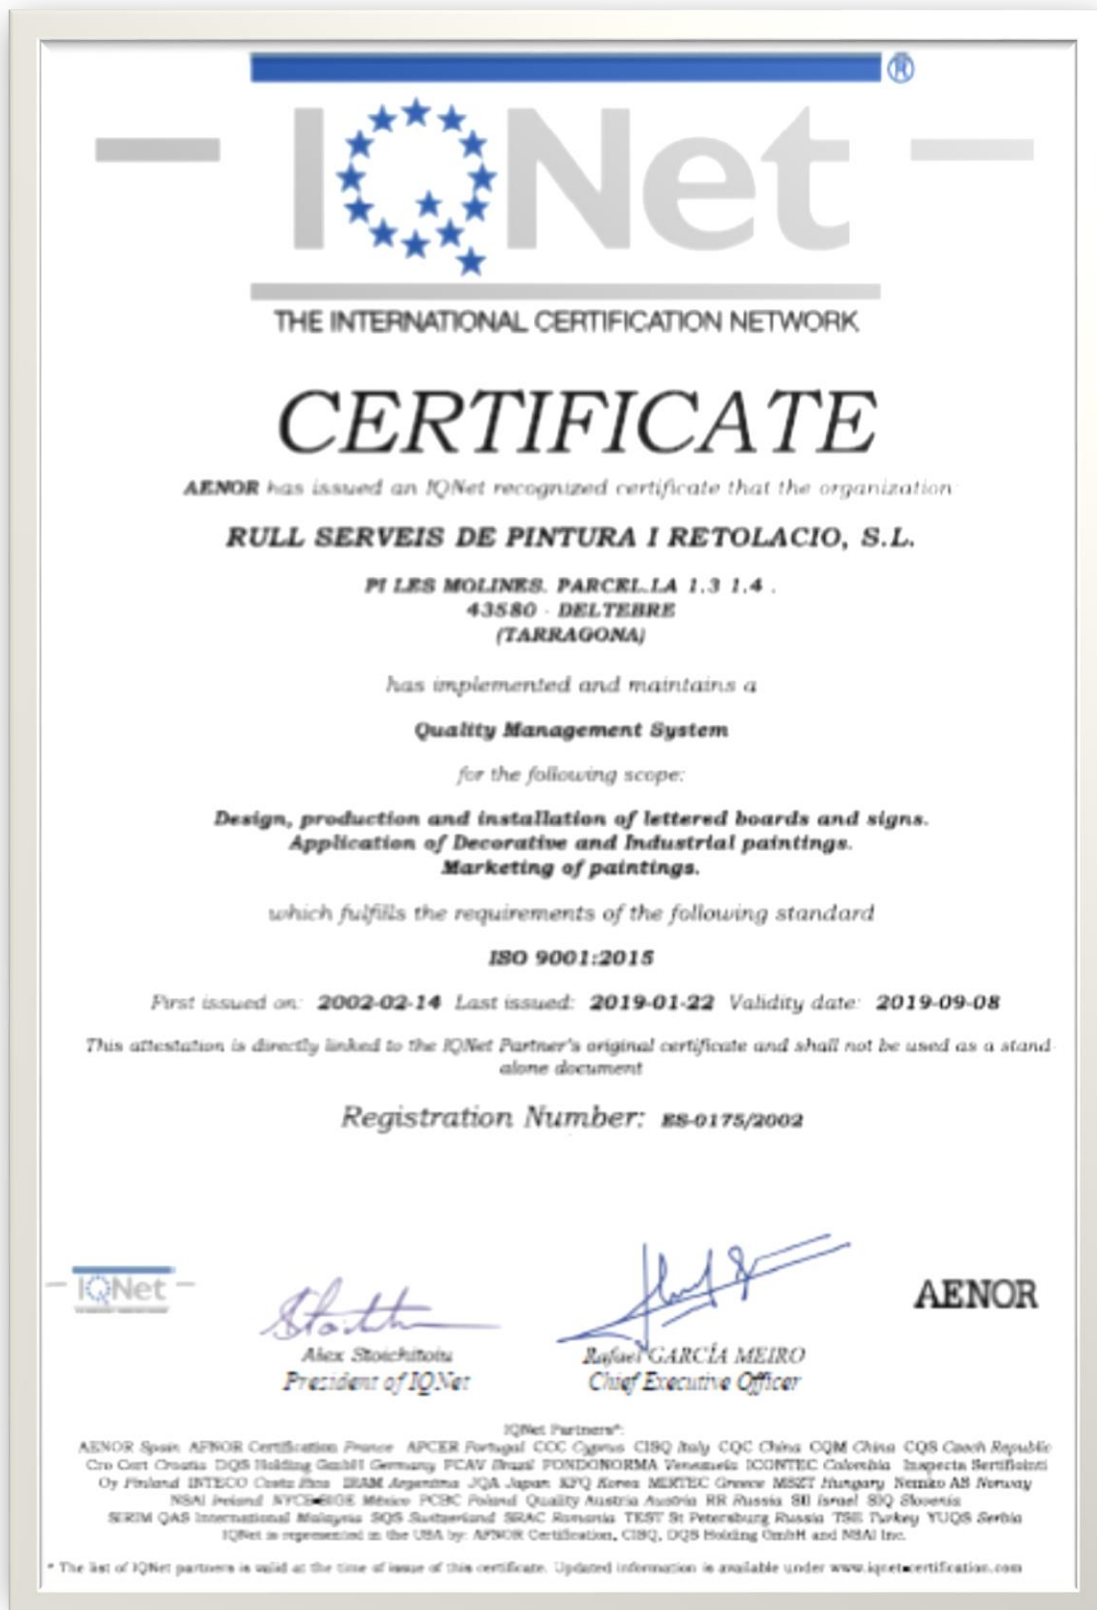 ®
IQNet
THE INTERNATIONAL CERTIFICATION NETWORK
CERTIFICATE
AENOR has issued an IQNet recognized certificate that the organization
RULL SERVEIS DE PINTURA I RETOLACIO, S.L.
PI LES MOLINES. PARCEL.LA 1.3 1.4 .
43580 - DELTEBRE
(TARRAGONA)
has implemented and maintains a
Quality Management System
for the following scope:
Design, production and installation of lettered boards and signs.
Application of Decorative and Industrial paintings.
Marketing of paintings.
which fulfills the requirements of the following standard
ISO 9001:2015
First issued on: 2002-02-14 Last issued: 2019-01-22 Validity date: 2019-09-08
This attestation is directly linked to the IQNet Partner's original certificate and shall not be used as a stand-
alone document
Registration Number: ES-0175/2002
IQNet
AENOR
Alex Stoichitoiu
Rafael GARCÍA MEIRO
President of IQNet
Chief Executive Officer
IQNet Partners*:
AENOR Spain AFNOR Certification France APCER Portugal CCC Cyprus CISQ Italy CQC China CQM China CQS Czech Republic
Cro Cert Croatia DQS Holding GmbH Germany FCAV Brazil FONDONORMA Venezuela ICONTEC Colombia Inspecta Sertifiointi
Oy Finland INTECO Costa Rica IRAM Argentina JQA Japan KFQ Korea MIRTEC Greece MSZT Hungary Nemko AS Norway
NSAI Ireland NYCE-SIGE México PCBC Poland Quality Austria Austria RR Russia SII Israel SIQ Slovenia
SIRIM QAS International Malaysia SQS Switzerland SRAC Romania TEST St Petersburg Russia TSE Turkey YUQS Serbia
IQNet is represented in the USA by: AFNOR Certification, CISQ, DQS Holding GmbH and NSAI Inc.
* The list of IQNet partners is valid at the time of issue of this certificate. Updated information is available under www.iqnet-certification.com